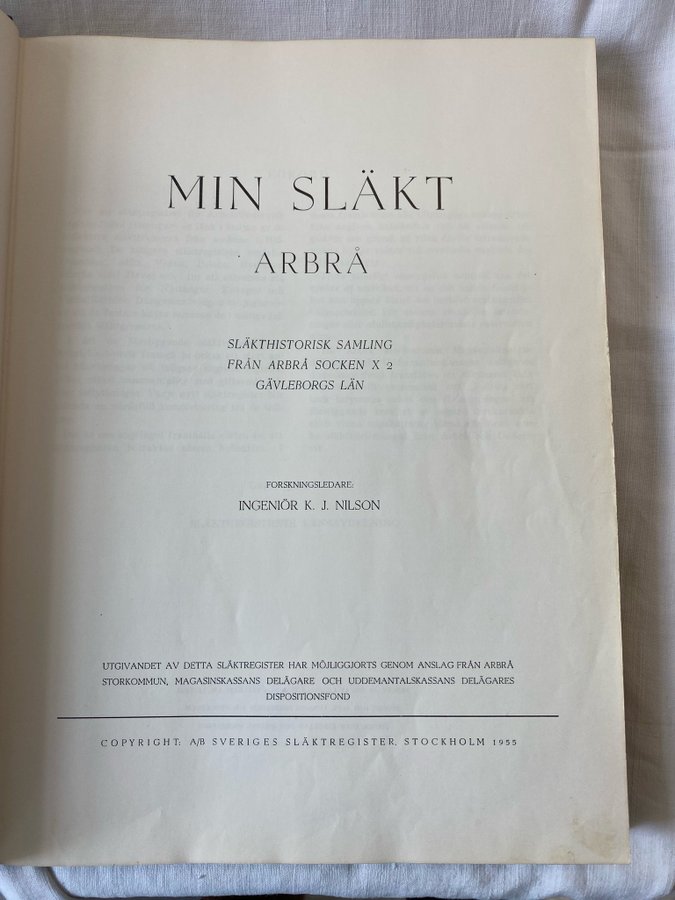 MIN SLÄKT
ARBRÅ
SLÄKTHISTORISK SAMLING
FRÅN ARBRÅ SOCKEN X 2
GÄVLEBORGS LÄN
FORSKNINGSLEDARE:
INGENIÖR K. J. NILSON
UTGIVANDET AV DETTA SLÄKTREGISTER HAR MÖJLIGGJORTS GENOM ANSLAG FRÅN ARBRÅ
STORKOMMUN, MAGASINSKASSANS DELÄGARE OCH UDDEMANTALSKASSANS DELÄGARES
DISPOSITIONSFOND
COPYRIGHT: A/B SVERIGES SLÄKTREGISTER, STOCKHOLM 1955